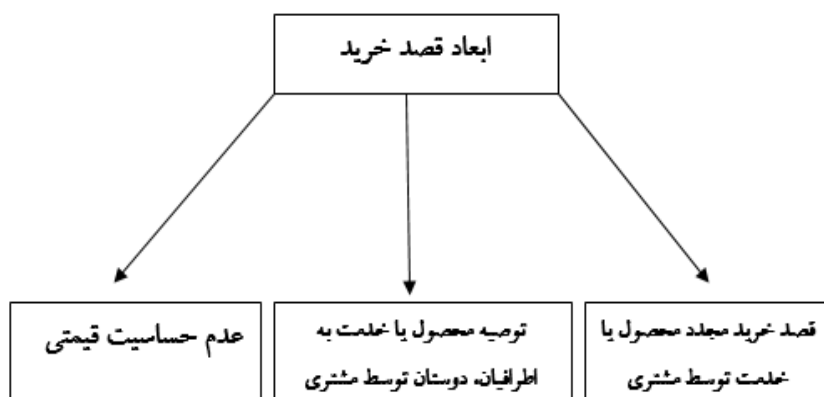 ابعاد قصد خرید
قصد خرید مجدد محصول یا
خدمت توسط مشتری
توصیه محصول یا خدمت به
اطرافیان، دوستان توسط مشتری
عدم حساسیت قیمتی